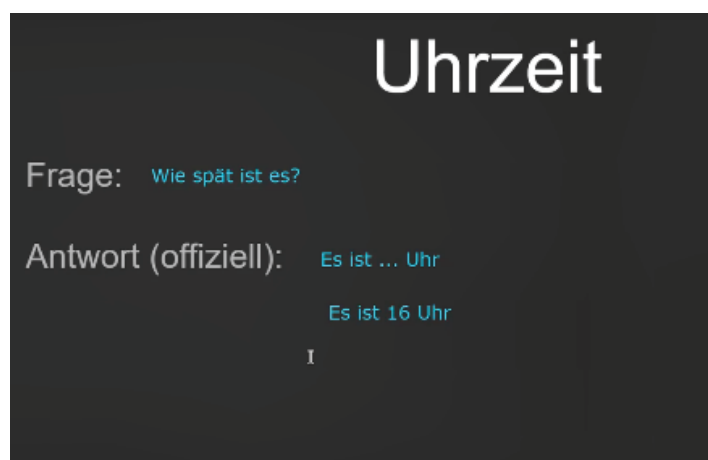 Uhrzeit
Frage: Wie spät ist es?
Antwort (offiziell): Es ist ... Uhr
Es ist 16 Uhr